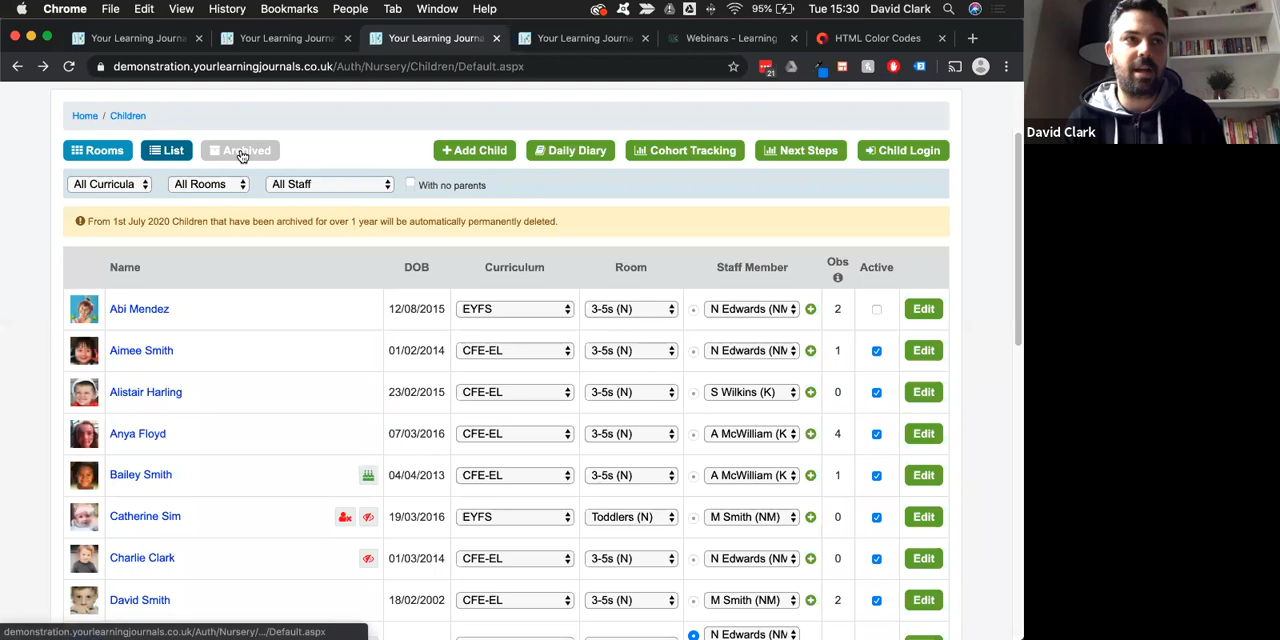 Chrome File Edit View History Bookmarks People Tab Window Help 95% Tue 15:30 David Clark
Your Learning Journa Your Learning Journa Your Learning Journa Your Learning Journa Webinars - Learning HTML Color Codes
demonstration.yourlearningjournals.co.uk/Auth/Nursery/Children/Default.aspx 21
David Clark
Home / Children
Rooms List Archived + Add Child Daily Diary Cohort Tracking Next Steps Child Login
All Curricula All Rooms All Staff With no parents
From 1st July 2020 Children that have been archived for over 1 year will be automatically permanently deleted.
Name DOB Curriculum Room Staff Member Obs Active
Abi Mendez 12/08/2015 EYFS 3-5s (N) N Edwards (NM 2 Edit
Aimee Smith 01/02/2014 CFE-EL 3-5s (N) N Edwards (NM 1 Edit
Alistair Harling 23/02/2015 CFE-EL 3-5s (N) S Wilkins (K) 0 Edit
Anya Floyd 07/03/2016 CFE-EL 3-5s (N) A McWilliam (K 4 Edit
Bailey Smith 04/04/2013 CFE-EL 3-5s (N) A McWilliam (K 1 Edit
Catherine Sim 19/03/2016 EYFS Toddlers (N) M Smith (NM) 0 Edit
Charlie Clark 01/03/2014 CFE-EL 3-5s (N) N Edwards (NM 0 Edit
David Smith 18/02/2002 CFE-EL 3-5s (N) M Smith (NM) 2 Edit
N Edwards (NM
demonstration.yourlearningjournals.co.uk/Auth/Nursery/.../Default.aspx